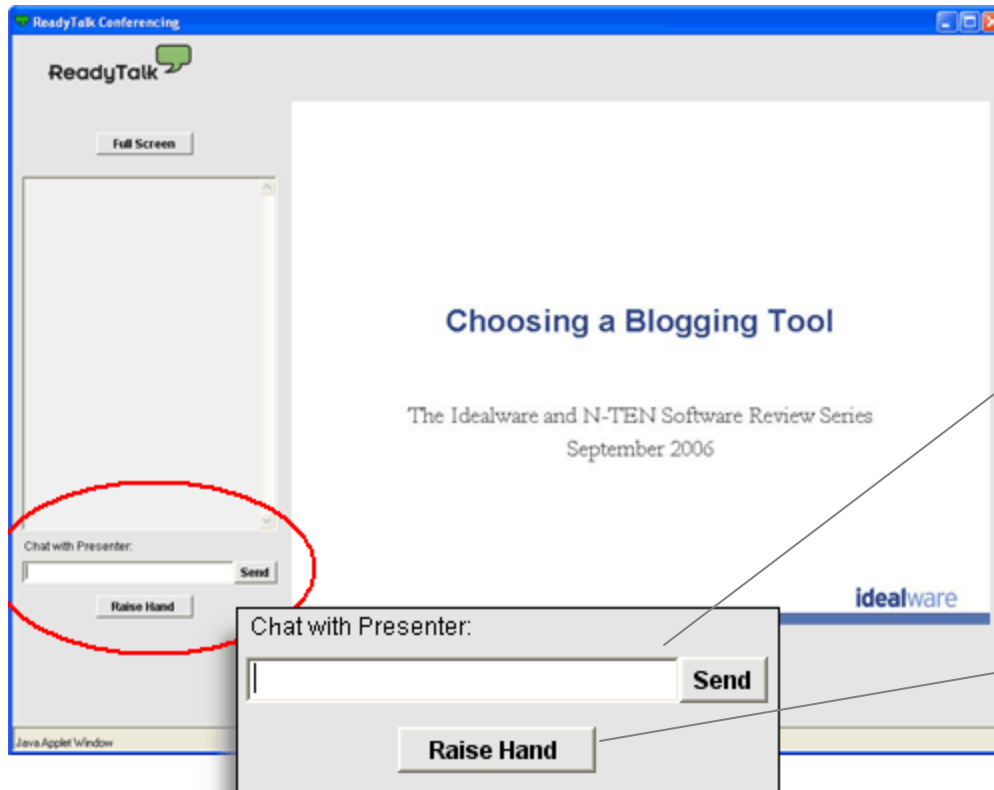 ReadyTalk Conferencing
ReadyTalk
Full Screen
Choosing a Blogging Tool
The Idealware and N-TEN Software Review Series
September 2006
Chat with Presenter:
Send
Raise Hand
idealware
Chat with Presenter:
Send
Raise Hand
Java Applet Window